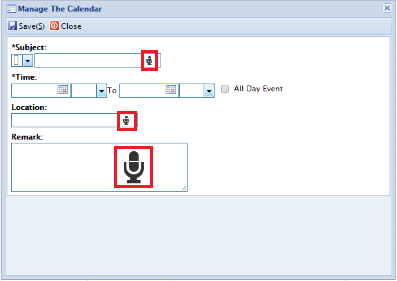 Manage The Calendar
Save(S) Close
*Subject:
*Time:
To All Day Event
Location:
Remark: